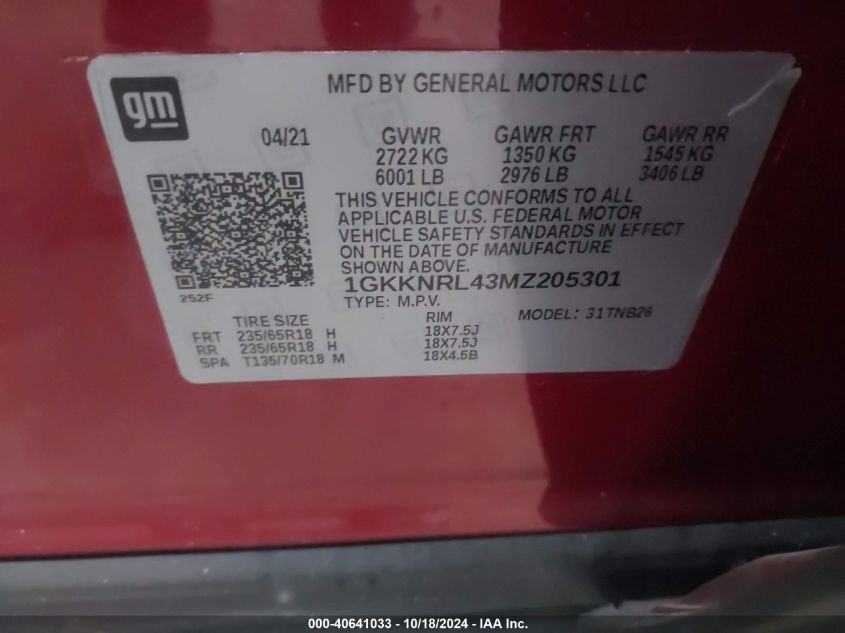 gm
MFD BY GENERAL MOTORS LLC
04/21 GVWR GAWR FRT GAWR RR
2722 KG 1350 KG 1545 KG
6001 LB 2976 LB 3406 LB
THIS VEHICLE CONFORMS TO ALL
APPLICABLE U.S. FEDERAL MOTOR
VEHICLE SAFETY STANDARDS IN EFFECT
ON THE DATE OF MANUFACTURE
SHOWN ABOVE.
1GKKNRL43MZ205301
252F
TYPE: M.P.V.
TIRE SIZE RIM MODEL: 31TNB26
FRT 235/65R18 H 18X7.5J
RR 235/65R18 H 18X7.5J
SPA T135/70R18 M 18X4.5B
000-40641033 - 10/18/2024 - IAA Inc.